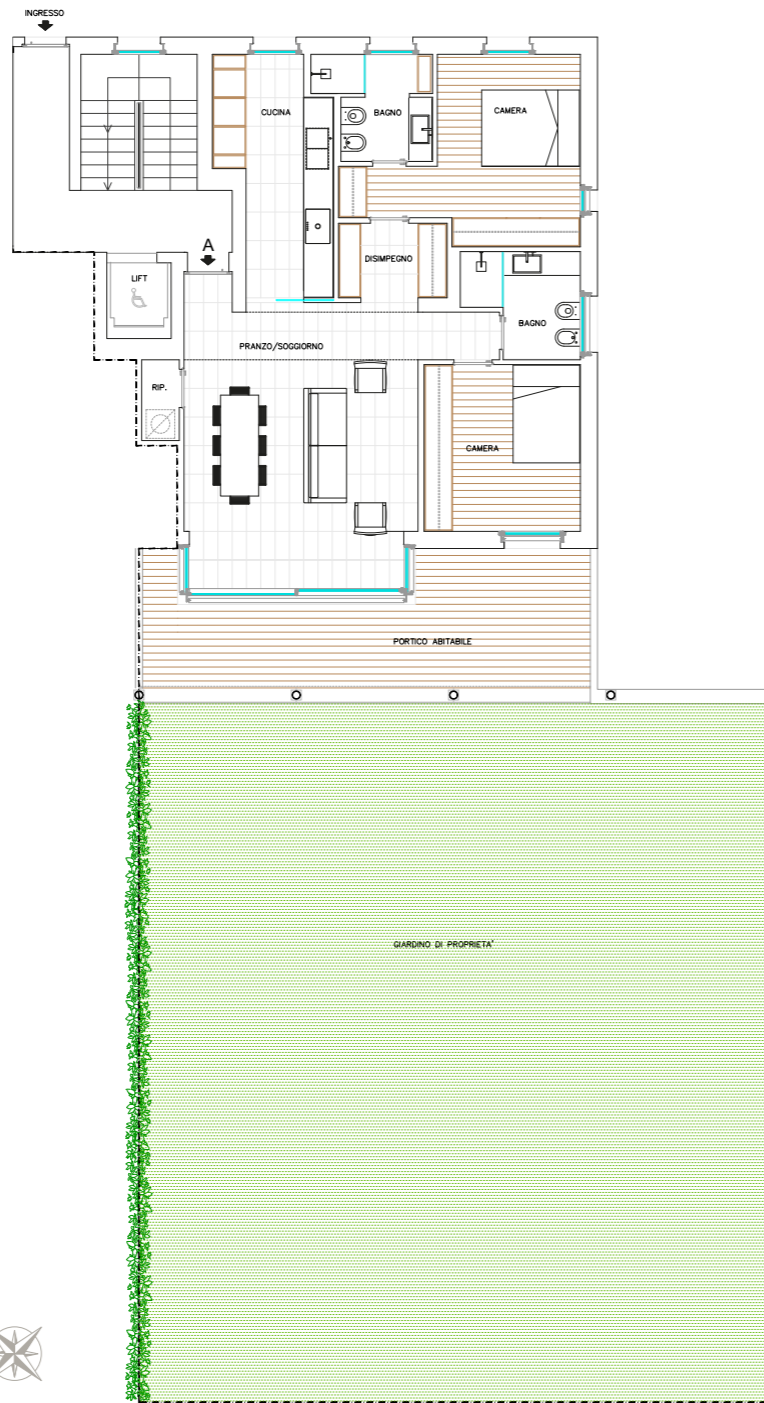 INGRESSO
CUCINA
BAGNO
CAMERA
A
DISIMPEGNO
LIFT
BAGNO
PRANZO/SOGGIORNO
RIP.
CAMERA
PORTICO ABITABILE
GIARDINO DI PROPRIETA'